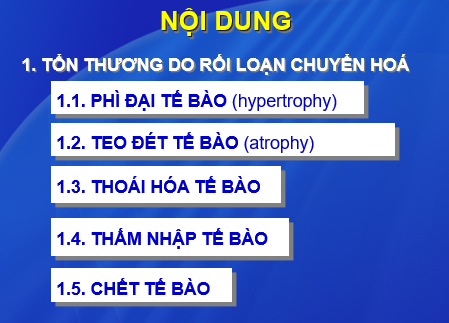 NỘI DUNG
1. TỔN THƯƠNG DO RỐI LOẠN CHUYỂN HOÁ
1.1. PHÌ ĐẠI TẾ BÀO (hypertrophy)
1.2. TEO ĐÉT TẾ BÀO (atrophy)
1.3. THOÁI HÓA TẾ BÀO
1.4. THẤM NHẬP TẾ BÀO
1.5. CHẾT TẾ BÀO